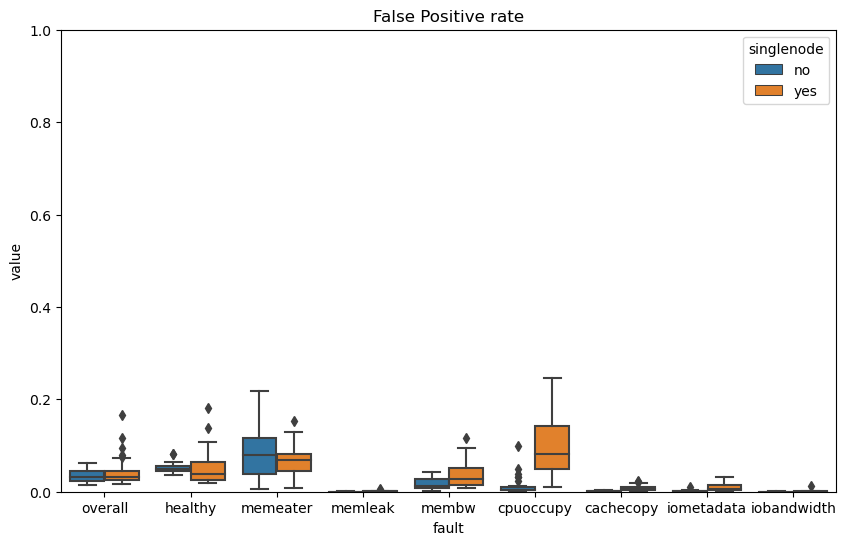 False Positive rate
singlenode
no
yes
1.0
0.8
0.6
0.4
0.2
0.0
value
overall healthy memeater memleak membw cpuoccupy cachecopy iometadata iobandwidth
fault